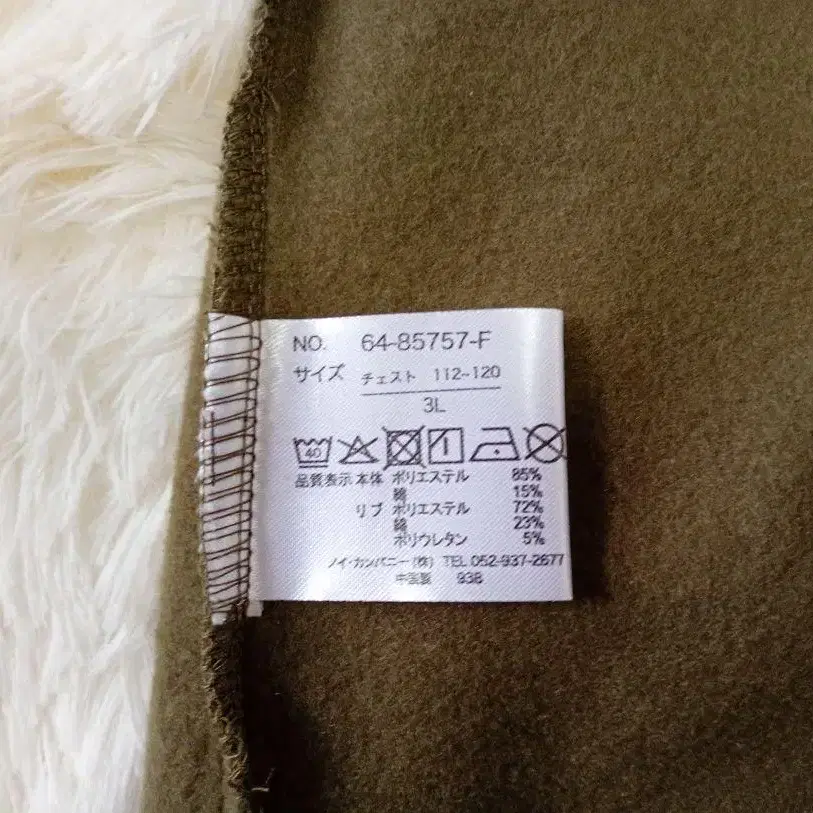 NO. 64-85757-F
サイズ チェスト 112~120
3L
40
品質表示 本体 ポリエステル 85%
綿 15%
リブ ポリエステル 72%
綿 23%
ポリウレタン 5%
ノイ・カンパニー(株) TEL 052-937-2677
中国製 938